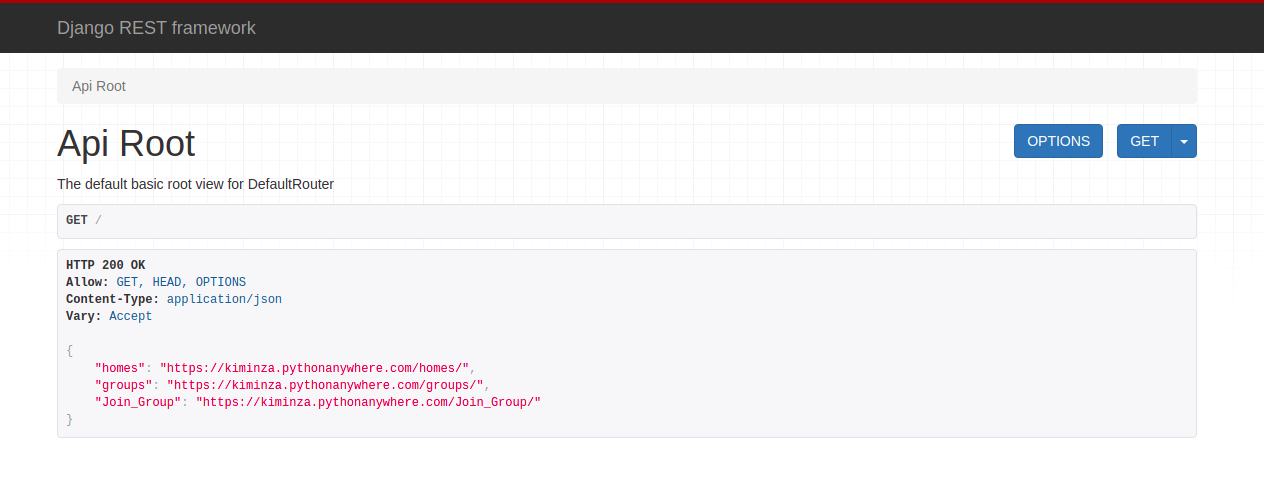 Django REST framework
Api Root
Api Root
OPTIONS
GET
The default basic root view for DefaultRouter
GET /
HTTP 200 OK
Allow: GET, HEAD, OPTIONS
Content-Type: application/json
Vary: Accept
{
    "homes": "https://kiminza.pythonanywhere.com/homes/",
    "groups": "https://kiminza.pythonanywhere.com/groups/",
    "Join_Group": "https://kiminza.pythonanywhere.com/Join_Group/"
}